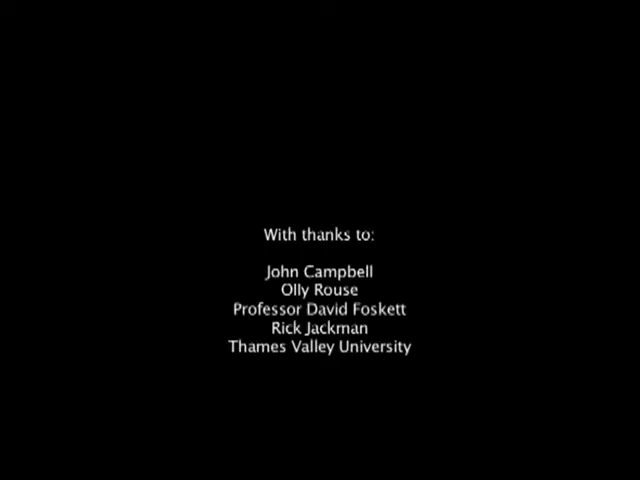 With thanks to:
John Campbell
Olly Rouse
Professor David Foskett
Rick Jackman
Thames Valley University